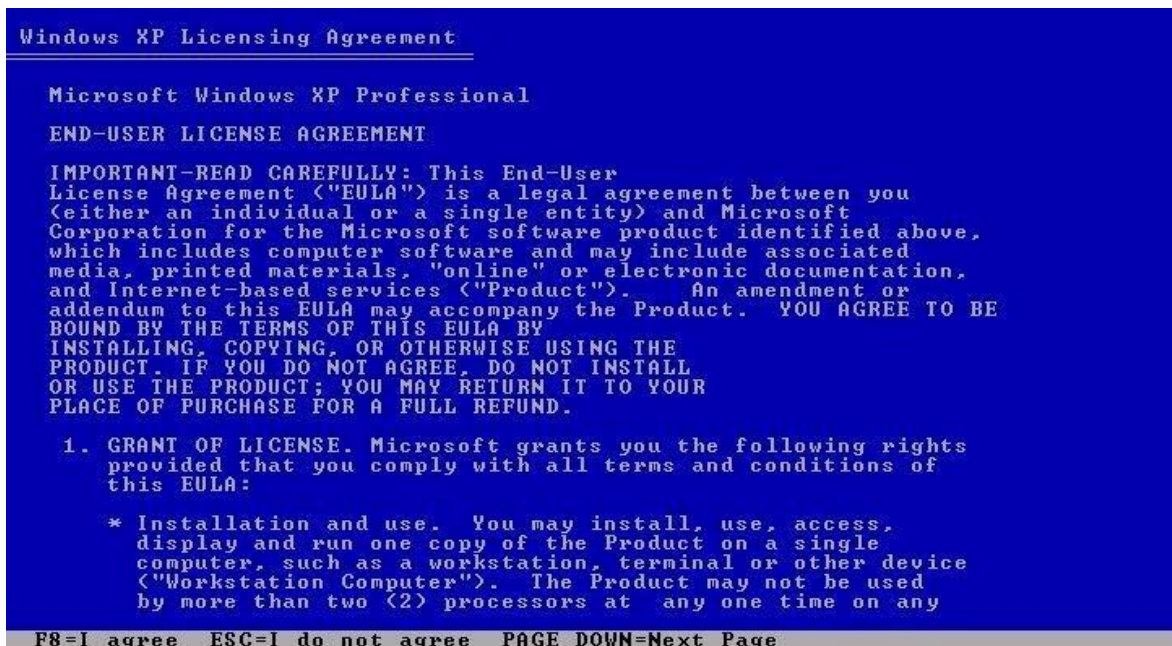 Windows XP Licensing Agreement
Microsoft Windows XP Professional
END-USER LICENSE AGREEMENT
IMPORTANT-READ CAREFULLY: This End-User
License Agreement ("EULA") is a legal agreement between you
(either an individual or a single entity) and Microsoft
Corporation for the Microsoft software product identified above,
which includes computer software and may include associated
media, printed materials, "online" or electronic documentation,
and Internet-based services ("Product").   An amendment or
addendum to this EULA may accompany the Product.  YOU AGREE TO BE
BOUND BY THE TERMS OF THIS EULA BY
INSTALLING, COPYING, OR OTHERWISE USING THE
PRODUCT. IF YOU DO NOT AGREE, DO NOT INSTALL
OR USE THE PRODUCT; YOU MAY RETURN IT TO YOUR
PLACE OF PURCHASE FOR A FULL REFUND.
1. GRANT OF LICENSE. Microsoft grants you the following rights
provided that you comply with all terms and conditions of
this EULA:
* Installation and use.  You may install, use, access,
display and run one copy of the Product on a single
computer, such as a workstation, terminal or other device
("Workstation Computer").  The Product may not be used
by more than two (2) processors at  any one time on any
F8=I agree  ESC=I do not agree  PAGE DOWN=Next Page